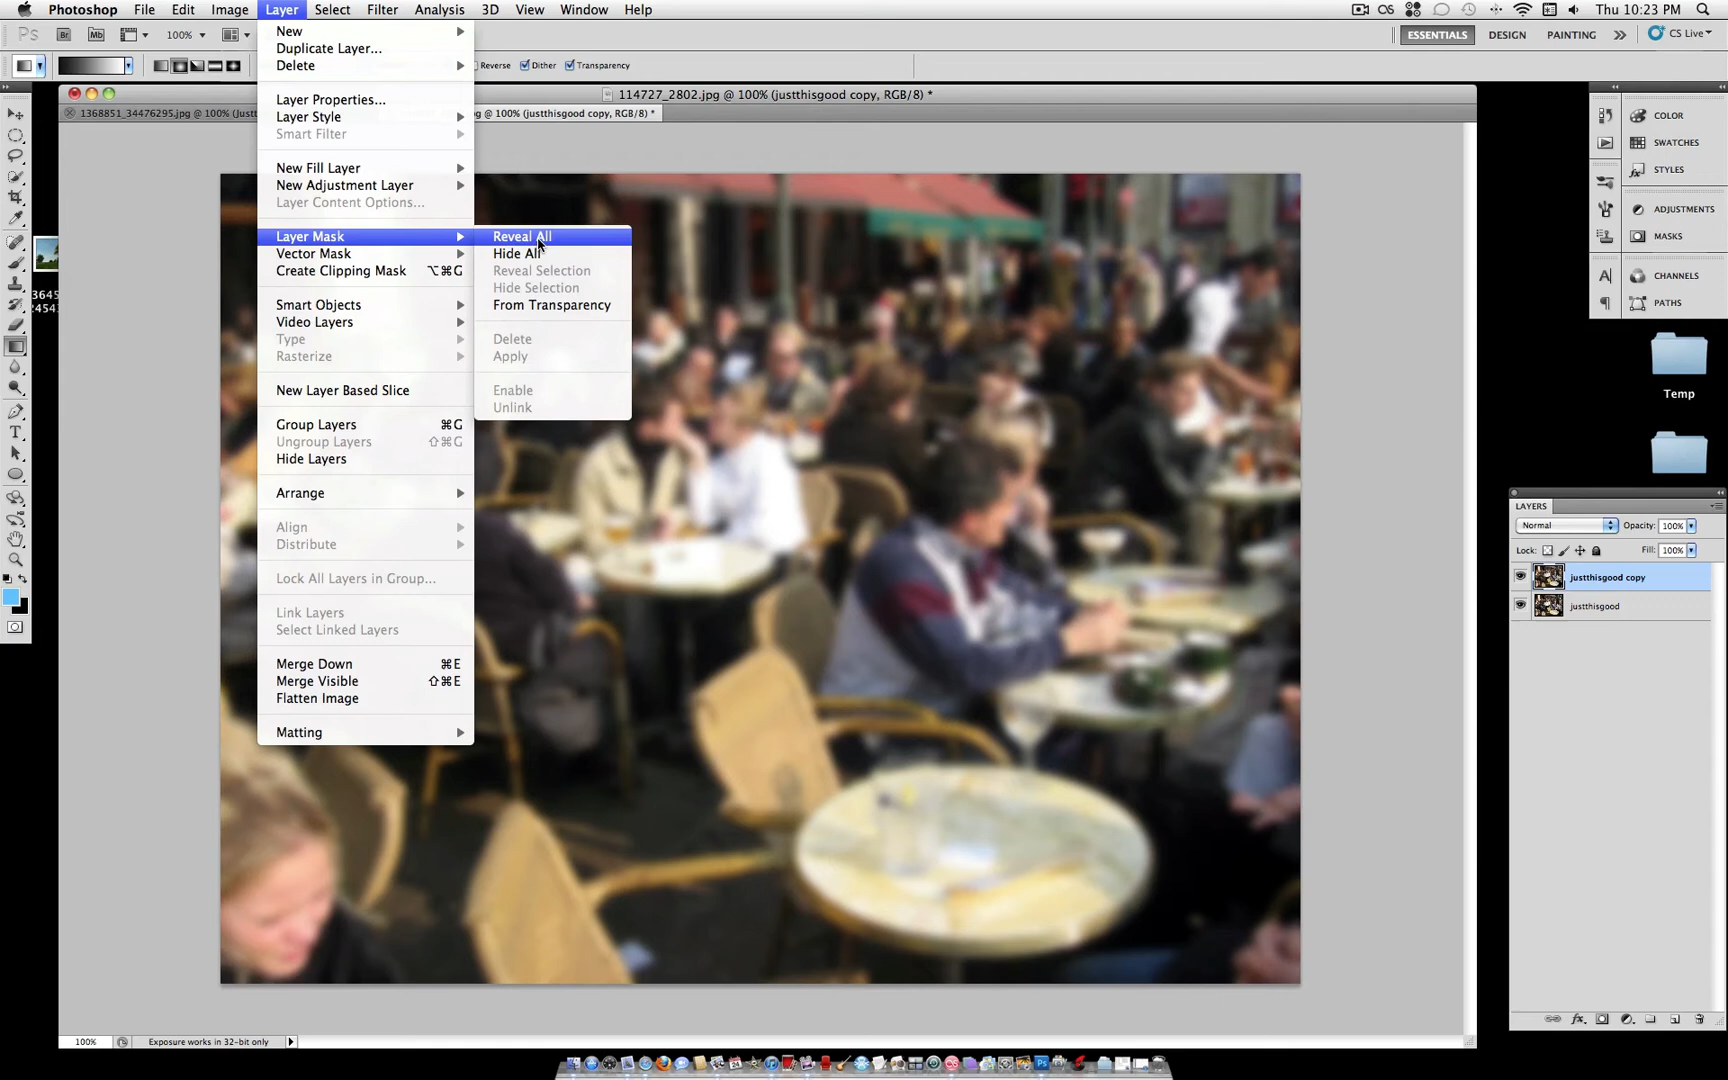 Photoshop File Edit Image Layer Select Filter Analysis 3D View Window Help
Thu 10:23 PM
Ps Br Mb 100%
ESSENTIALS DESIGN PAINTING CS Live
Reverse Dither Transparency
114727_2802.jpg @ 100% (justthisgood copy, RGB/8) *
1368851_34476295.jpg @ 100% (Just
g @ 100% (justthisgood copy, RGB/8) *
New
Duplicate Layer...
Delete
Layer Properties...
Layer Style
Smart Filter
New Fill Layer
New Adjustment Layer
Layer Content Options...
Layer Mask
Vector Mask
Create Clipping Mask ⌥⌘G
Smart Objects
Video Layers
Type
Rasterize
New Layer Based Slice
Group Layers ⌘G
Ungroup Layers ⇧⌘G
Hide Layers
Arrange
Align
Distribute
Lock All Layers in Group...
Link Layers
Select Linked Layers
Merge Down ⌘E
Merge Visible ⇧⌘E
Flatten Image
Matting
Reveal All
Hide All
Reveal Selection
Hide Selection
From Transparency
Delete
Apply
Enable
Unlink
3645
2454
COLOR
SWATCHES
STYLES
ADJUSTMENTS
MASKS
CHANNELS
PATHS
Temp
LAYERS
Normal Opacity: 100%
Lock: Fill: 100%
justthisgood copy
justthisgood
100% Exposure works in 32-bit only